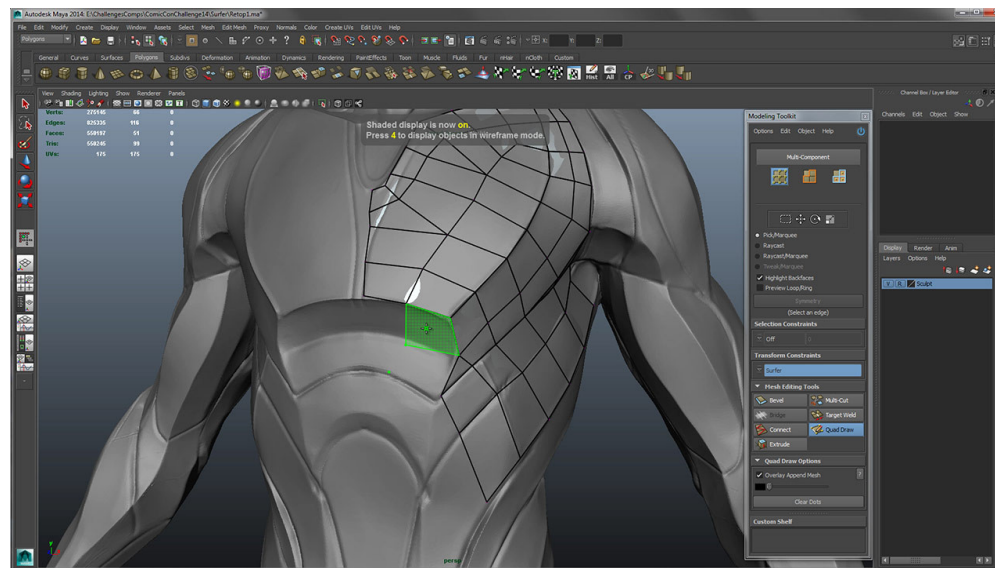 Autodesk Maya 2014: E:\Challenges\Comps\ComicConChallenge14\Surfer\Retop1.ma*
File Edit Modify Create Display Window Assets Select Mesh Edit Mesh Proxy Normals Color Create UVs Edit UVs Help
Polygons
X:
Y:
Z:
General Curves Surfaces Polygons Subdivs Deformation Animation Dynamics Rendering PaintEffects Toon Muscle Fluids Fur nHair nCloth Custom
Hist All CP
View Shading Lighting Show Renderer Panels
Verts: 275145 66 0
Edges: 825335 116 0
Faces: 550197 51 0
Tris: 550245 99 0
UVs: 175 175 0
Shaded display is now on.
Press 4 to display objects in wireframe mode.
persp
Modeling Toolkit
Options Edit Object Help
Multi-Component
Pick/Marquee
Raycast
Raycast/Marquee
Tweak/Marquee
Highlight Backfaces
Preview Loop/Ring
Symmetry
(Select an edge)
Selection Constraints
Off
Transform Constraints
Surfer
Mesh Editing Tools
Bevel Multi-Cut
Bridge Target Weld
Connect Quad Draw
Extrude
Quad Draw Options
Overlay Append Mesh ?
Clear Dots
Custom Shelf
Channel Box / Layer Editor
Channels Edit Object Show
Display Render Anim
Layers Options Help
V R Sculpt